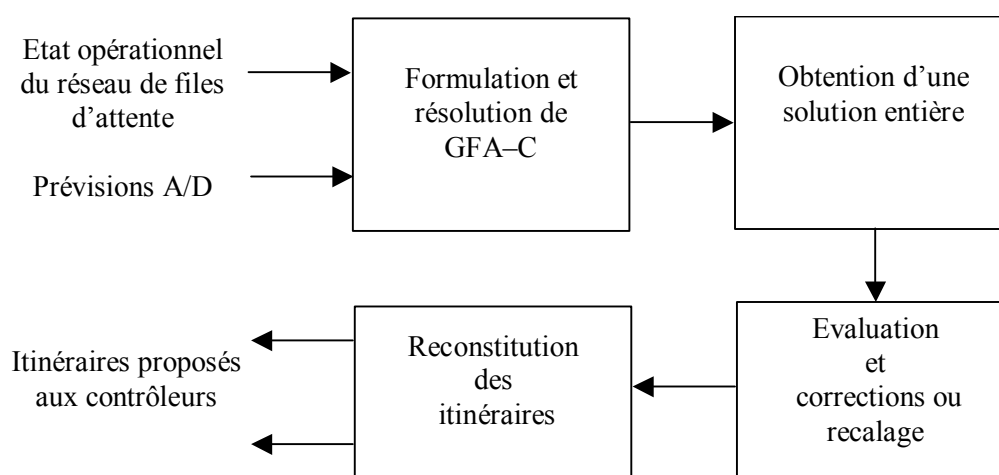 Etat opérationnel
du réseau de files
d'attente
Prévisions A/D
Formulation et
résolution de
GFA–C
Obtention d'une
solution entière
Evaluation
et
corrections ou
recalage
Reconstitution
des
itinéraires
Itinéraires proposés
aux contrôleurs